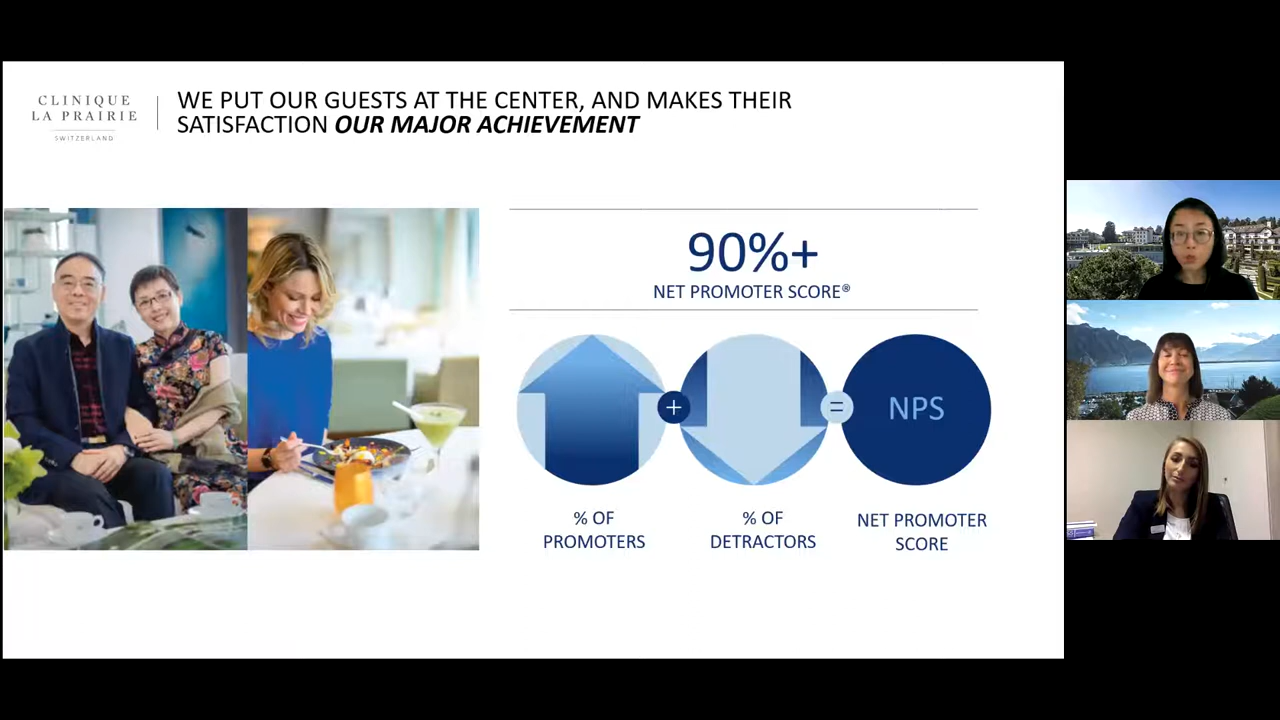 CLINIQUE
LA PRAIRIE
SWITZERLAND
WE PUT OUR GUESTS AT THE CENTER, AND MAKES THEIR
SATISFACTION OUR MAJOR ACHIEVEMENT
90%+
NET PROMOTER SCORE®
+
=
NPS
% OF
PROMOTERS
% OF
DETRACTORS
NET PROMOTER
SCORE